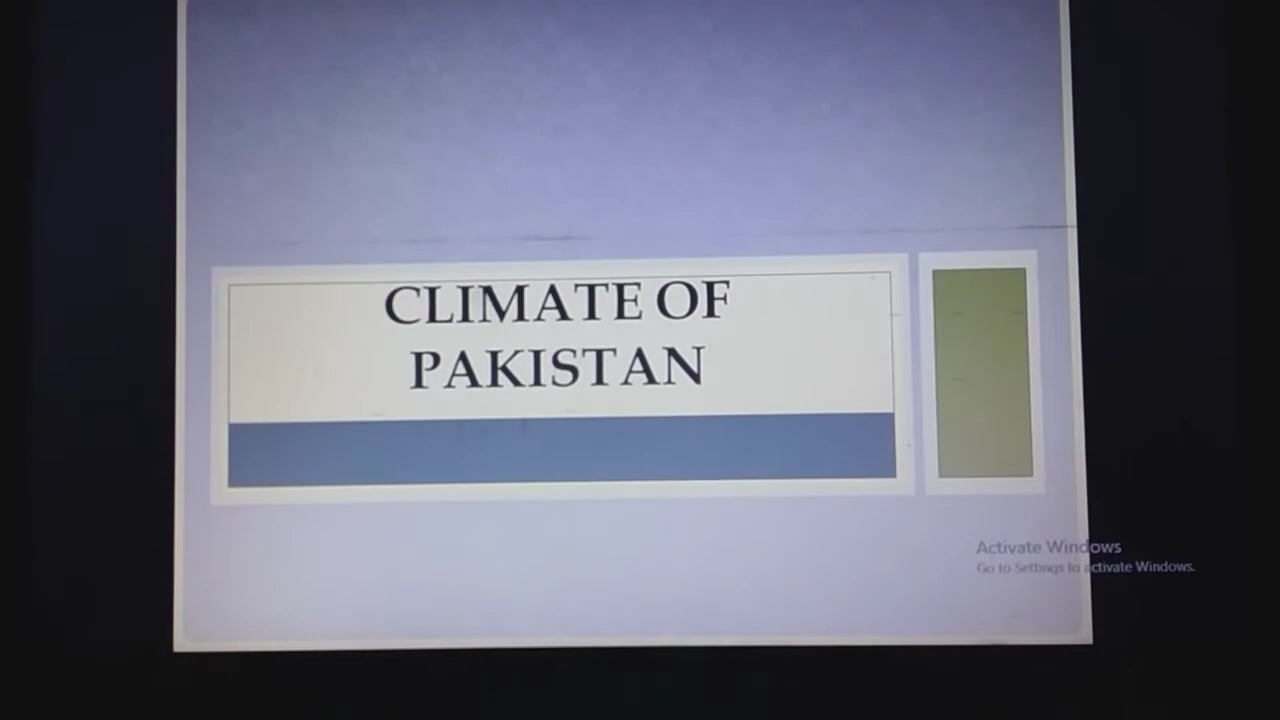 CLIMATE OF
PAKISTAN
Activate Windows
Go to Settings to activate Windows.